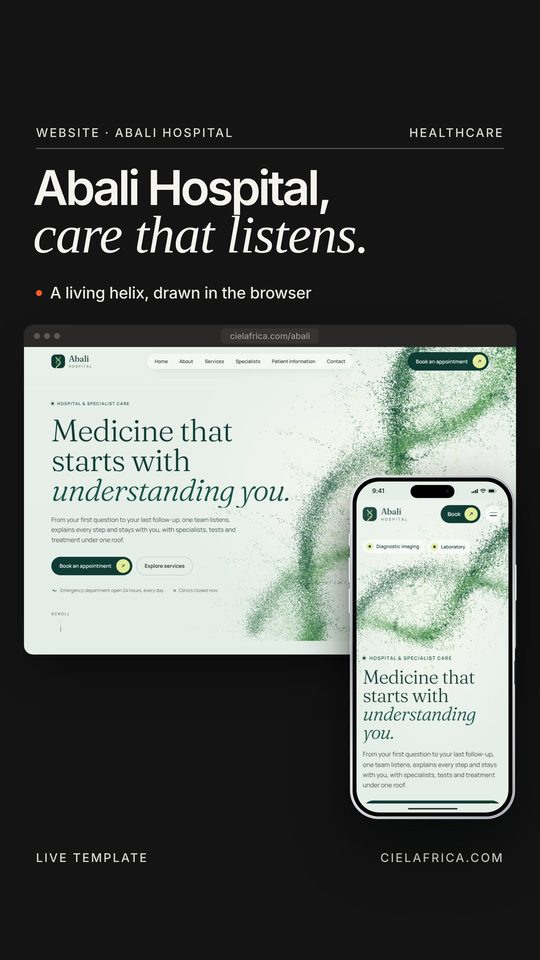 WEBSITE · ABALI HOSPITAL
HEALTHCARE
Abali Hospital,
care that listens.
A living helix, drawn in the browser
cielafrica.com/abali
Abali
HOSPITAL
Home About Services Specialists Patient information Contact
Book an appointment
HOSPITAL & SPECIALIST CARE
Medicine that
starts with
understanding you.
From your first question to your last follow-up, one team listens,
explains every step and stays with you, with specialists, tests and
treatment under one roof.
Book an appointment
Explore services
Emergency department open 24 hours, every day.
Clinics closed now
SCROLL
9:41
Abali
HOSPITAL
Book
Diagnostic imaging
Laboratory
HOSPITAL & SPECIALIST CARE
Medicine that
starts with
understanding
you.
From your first question to your last follow-up,
one team listens, explains every step and stays
with you, with specialists, tests and treatment
under one roof.
LIVE TEMPLATE
CIELAFRICA.COM